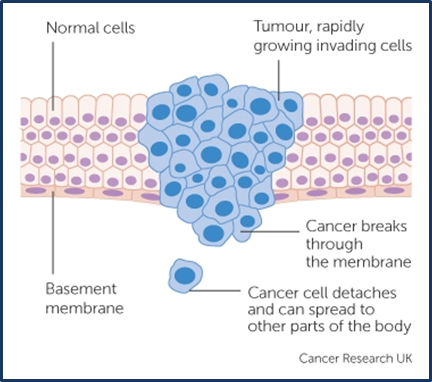 Normal cells
Tumour, rapidly
growing invading cells
Cancer breaks
through
the membrane
Basement
membrane
Cancer cell detaches
and can spread to
other parts of the body
Cancer Research UK